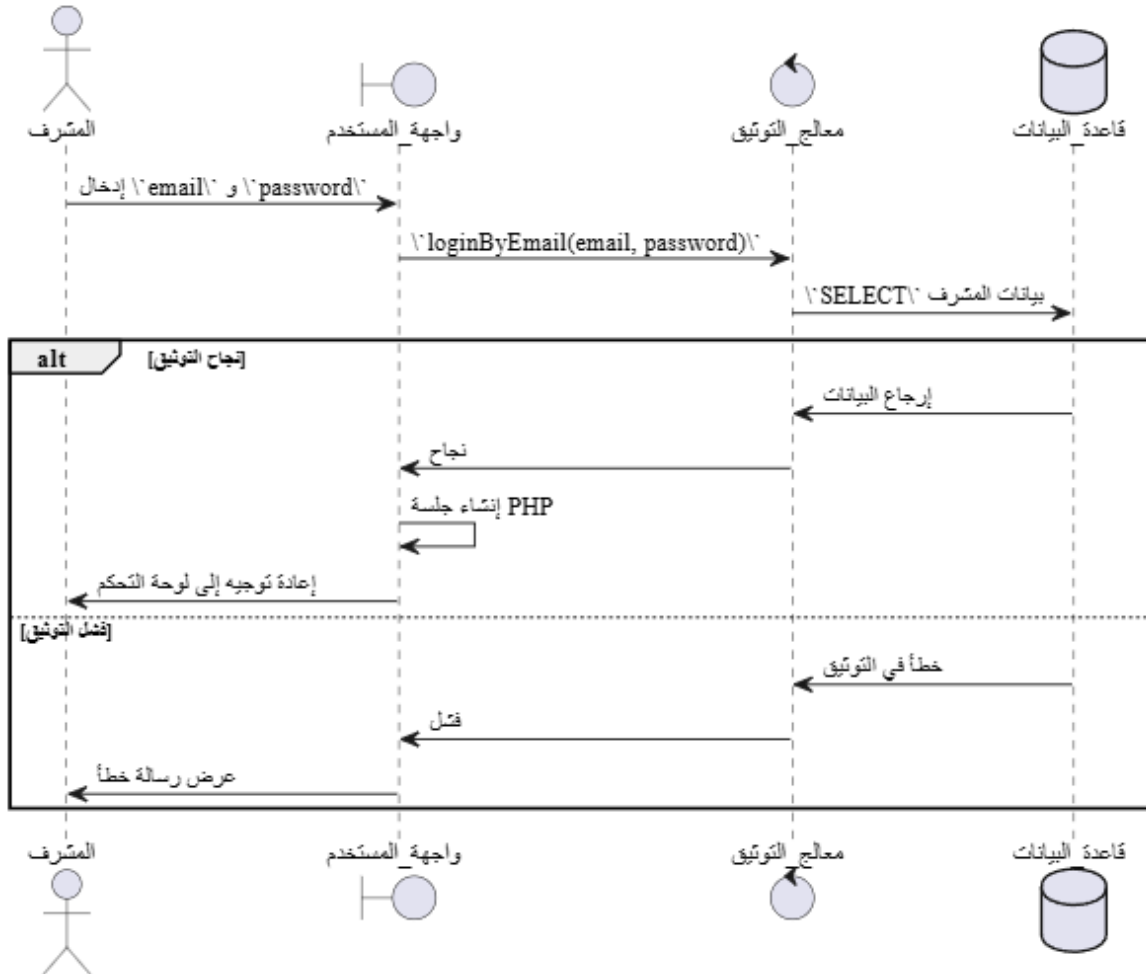 المشرف
واجهة_المستخدم
معالج_التوثيق
قاعدة_البيانات
إدخال \`email\` و \`password\`
\`loginByEmail(email, password)\`
\`SELECT\` بيانات المشرف
alt
[نجاح التوثيق]
إرجاع البيانات
نجاح
إنشاء جلسة PHP
إعادة توجيه إلى لوحة التحكم
[فشل التوثيق]
خطأ في التوثيق
فشل
عرض رسالة خطأ
المشرف
واجهة_المستخدم
معالج_التوثيق
قاعدة_البيانات